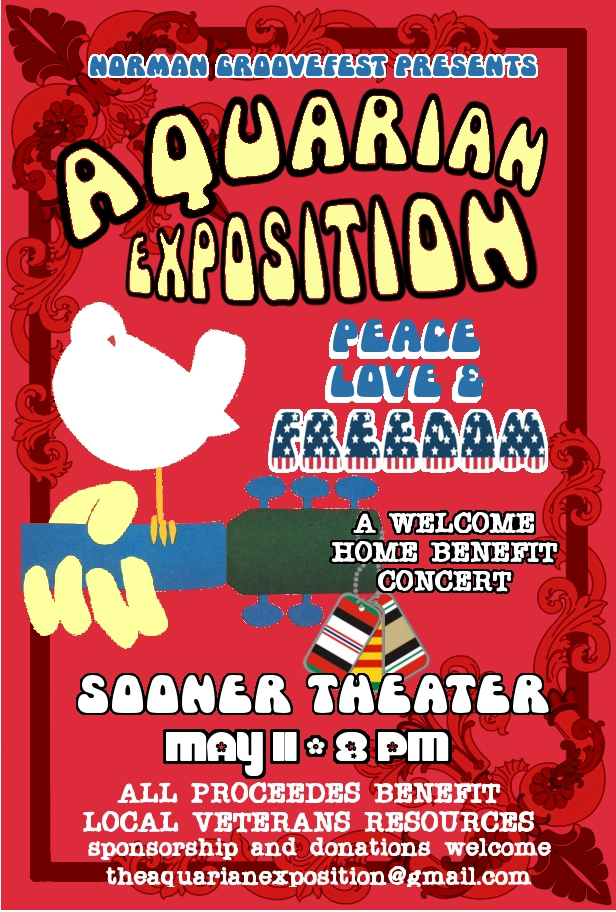 NORMAN GROOVEFEST PRESENTS
AQUARIAN
EXPOSITION
PEACE
LOVE &
FREEDOM
A WELCOME
HOME BENEFIT
CONCERT
SOONER THEATER
MAY 11 • 8 PM
ALL PROCEEDES BENEFIT
LOCAL VETERANS RESOURCES
sponsorship and donations welcome
theaquarianexposition@gmail.com